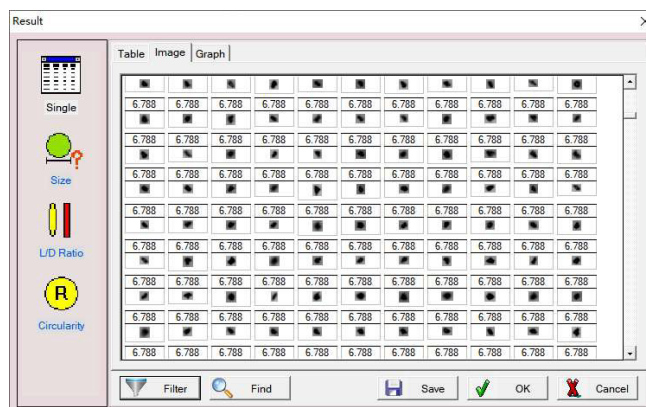 Result
Table Image Graph
Single
Size
L/D Ratio
R
Circularity
6.788 6.788 6.788 6.788 6.788 6.788 6.788 6.788 6.788 6.788 6.788
6.788 6.788 6.788 6.788 6.788 6.788 6.788 6.788 6.788 6.788 6.788
6.788 6.788 6.788 6.788 6.788 6.788 6.788 6.788 6.788 6.788 6.788
6.788 6.788 6.788 6.788 6.788 6.788 6.788 6.788 6.788 6.788 6.788
6.788 6.788 6.788 6.788 6.788 6.788 6.788 6.788 6.788 6.788 6.788
6.788 6.788 6.788 6.788 6.788 6.788 6.788 6.788 6.788 6.788 6.788
6.788 6.788 6.788 6.788 6.788 6.788 6.788 6.788 6.788 6.788 6.788
6.788 6.788 6.788 6.788 6.788 6.788 6.788 6.788 6.788 6.788 6.788
Filter Find Save OK Cancel